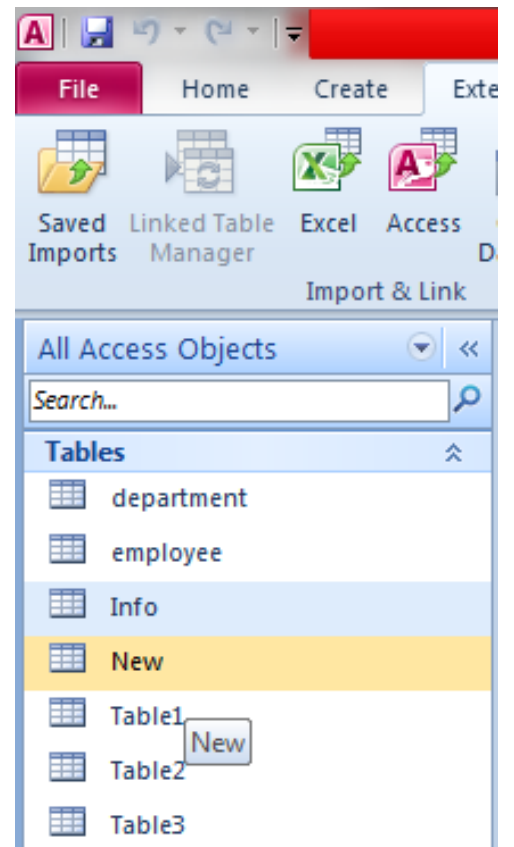 A
File Home Create Exte
Saved Imports Linked Table Manager Excel Access D
Import & Link
All Access Objects
Search...
Tables
department
employee
Info
New
Table1
New
Table2
Table3